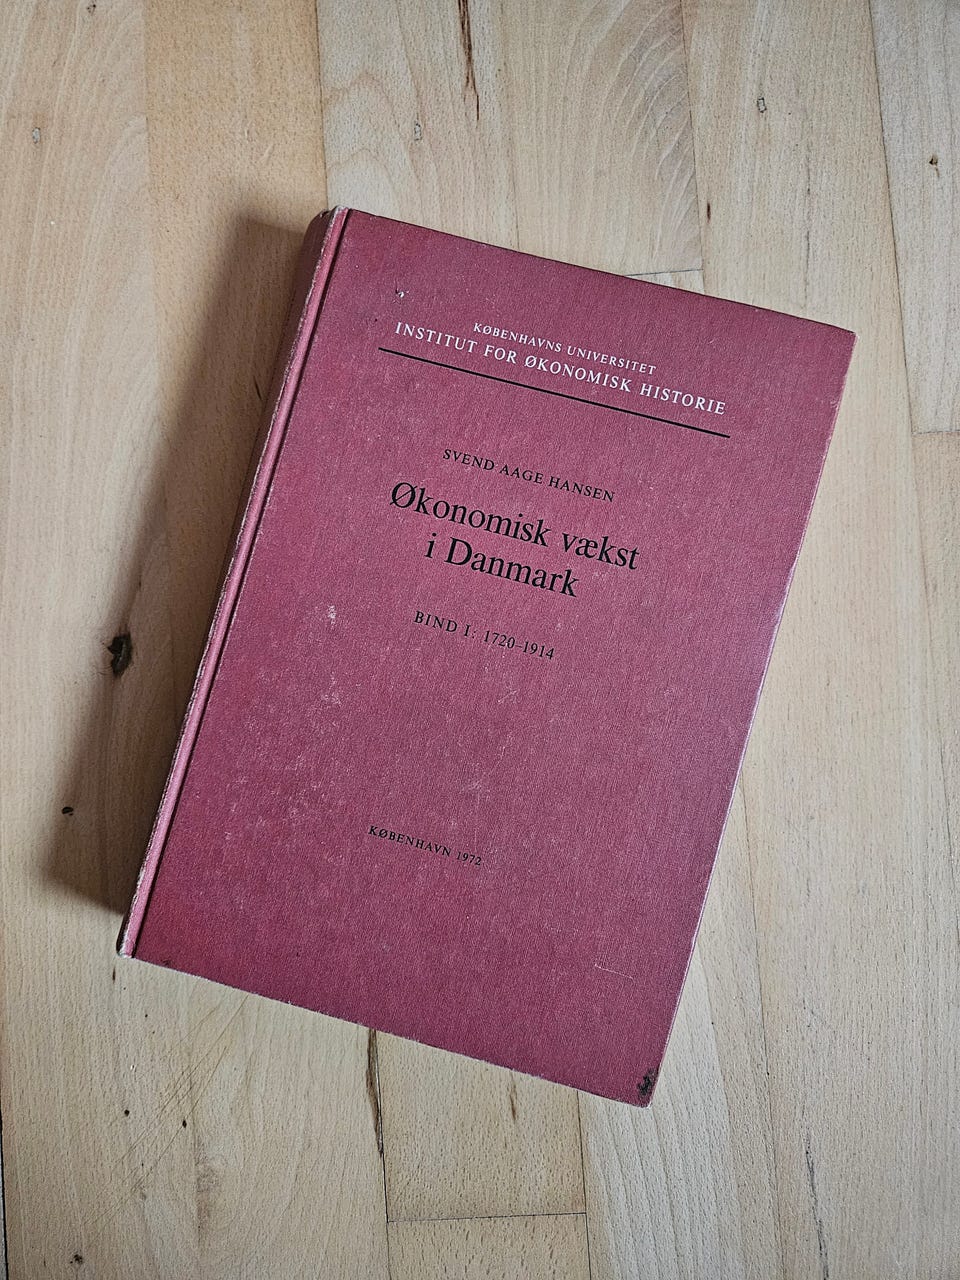 KØBENHAVNS UNIVERSITET
INSTITUT FOR ØKONOMISK HISTORIE
SVEND AAGE HANSEN
Økonomisk vækst
i Danmark
BIND I: 1720-1914
KØBENHAVN 1972